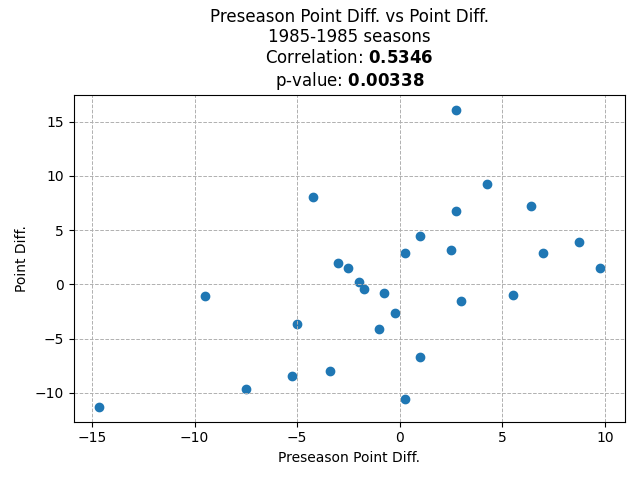 Preseason Point Diff. vs Point Diff.
1985-1985 seasons
Correlation: 0.5346
p-value: 0.00338
15
10
5
0
−5
−10
Point Diff.
−15
−10
−5
0
5
10
Preseason Point Diff.